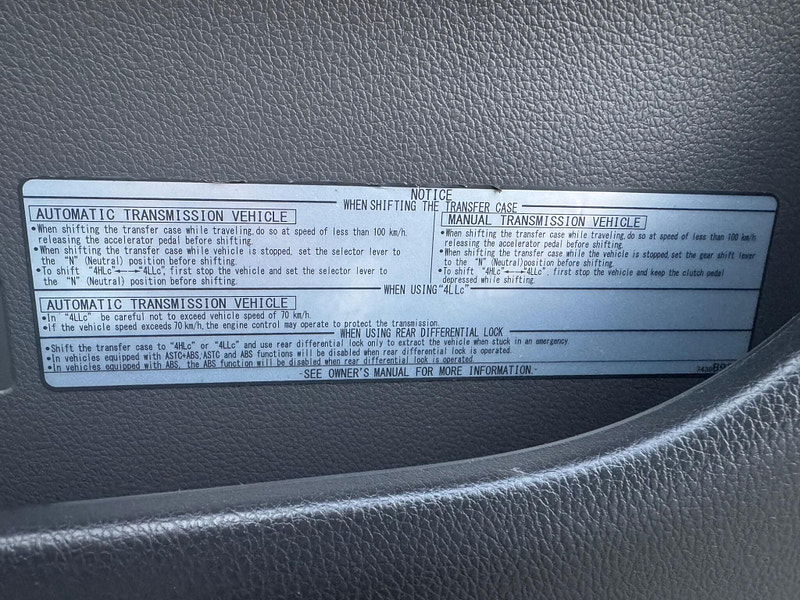 NOTICE
WHEN SHIFTING THE TRANSFER CASE
AUTOMATIC TRANSMISSION VEHICLE
•When shifting the transfer case while traveling, do so at speed of less than 100 km/h.
releasing the accelerator pedal before shifting.
•When shifting the transfer case while vehicle is stopped, set the selector lever to
the "N" (Neutral) position before shifting.
•To shift "4HLc"←→"4LLc", first stop the vehicle and set the selector lever to
the "N" (Neutral) position before shifting.
MANUAL TRANSMISSION VEHICLE
•When shifting the transfer case while traveling, do so at speed of less than 100 km/h
releasing the accelerator pedal before shifting.
•When shifting the transfer case while the vehicle is stopped, set the gear shift lever
to the "N" (Neutral)position before shifting.
•To shift "4HLc"←→"4LLc", first stop the vehicle and keep the clutch pedal
depressed while shifting.
WHEN USING "4LLc"
AUTOMATIC TRANSMISSION VEHICLE
•In "4LLc" be careful not to exceed vehicle speed of 70 km/h.
•If the vehicle speed exceeds 70 km/h, the engine control may operate to protect the transmission.
WHEN USING REAR DIFFERENTIAL LOCK
•Shift the transfer case to "4HLc" or "4LLc" and use rear differential lock only to extract the vehicle when stuck in an emergency.
•In vehicles equipped with ASTC+ABS, ASTC and ABS functions will be disabled when rear differential lock is operated.
•In vehicles equipped with ABS, the ABS function will be disabled when rear differential lock is operated.
-SEE OWNER'S MANUAL FOR MORE INFORMATION.-